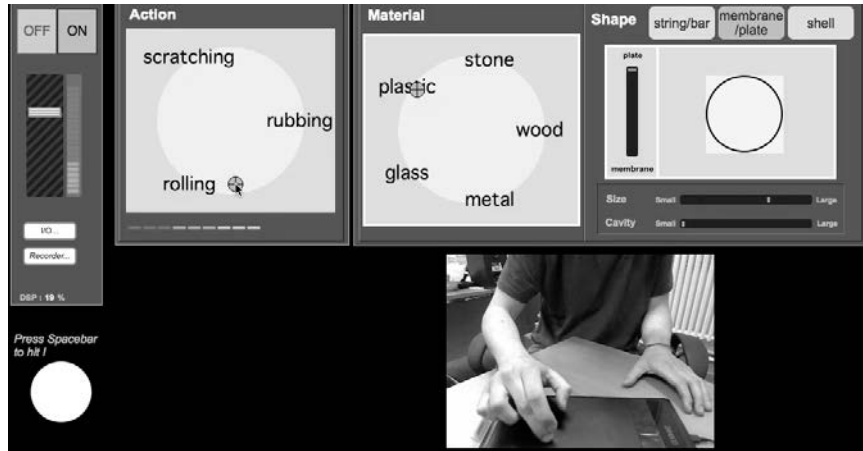 OFF ON
I/O...
Recorder...
DSP : 19 %
Press Spacebar
to hit !
Action
scratching
rubbing
rolling
Material
stone
plastic
wood
glass
metal
Shape
string/bar
membrane
/plate
shell
plate
membrane
Size Small Large
Cavity Small Large